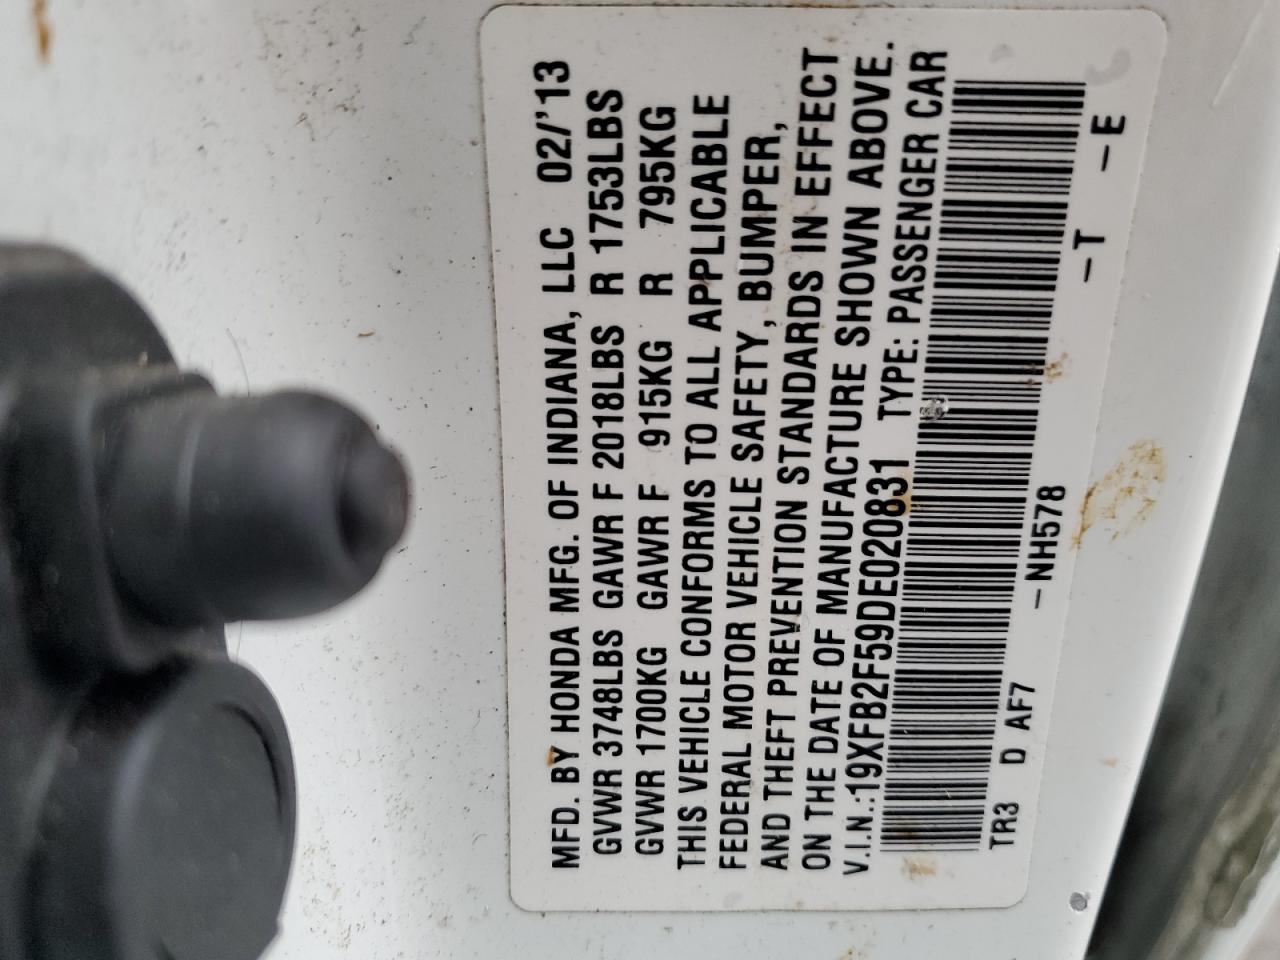 MFD. BY HONDA MFG. OF INDIANA, LLC 02/'13
GVWR 3748LBS GAWR F 2018LBS R 1753LBS
GVWR 1700KG GAWR F 915KG R 795KG
THIS VEHICLE CONFORMS TO ALL APPLICABLE
FEDERAL MOTOR VEHICLE SAFETY, BUMPER,
AND THEFT PREVENTION STANDARDS IN EFFECT
ON THE DATE OF MANUFACTURE SHOWN ABOVE.
V.I.N.:19XFB2F59DE020831 TYPE: PASSENGER CAR
TR3 D AF7 -NH578 -T -E